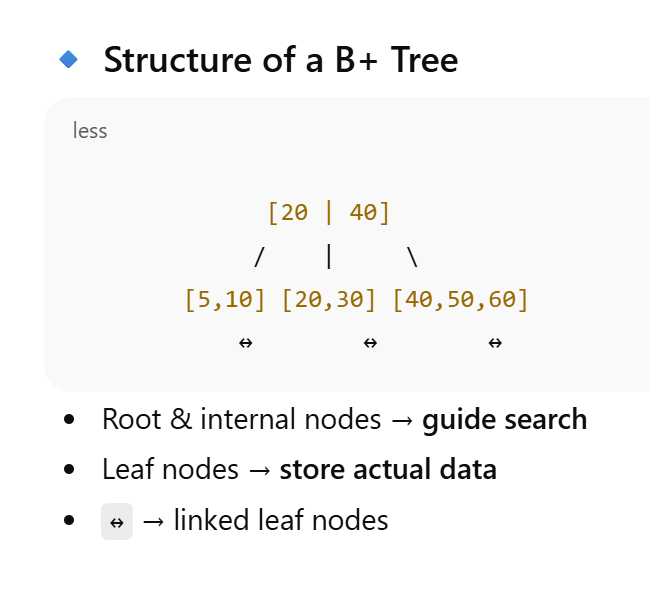 🔹 Structure of a B+ Tree
less
[20 | 40]
/ | \
[5,10] [20,30] [40,50,60]
↔ ↔ ↔
• Root & internal nodes → guide search
• Leaf nodes → store actual data
• ↔ → linked leaf nodes